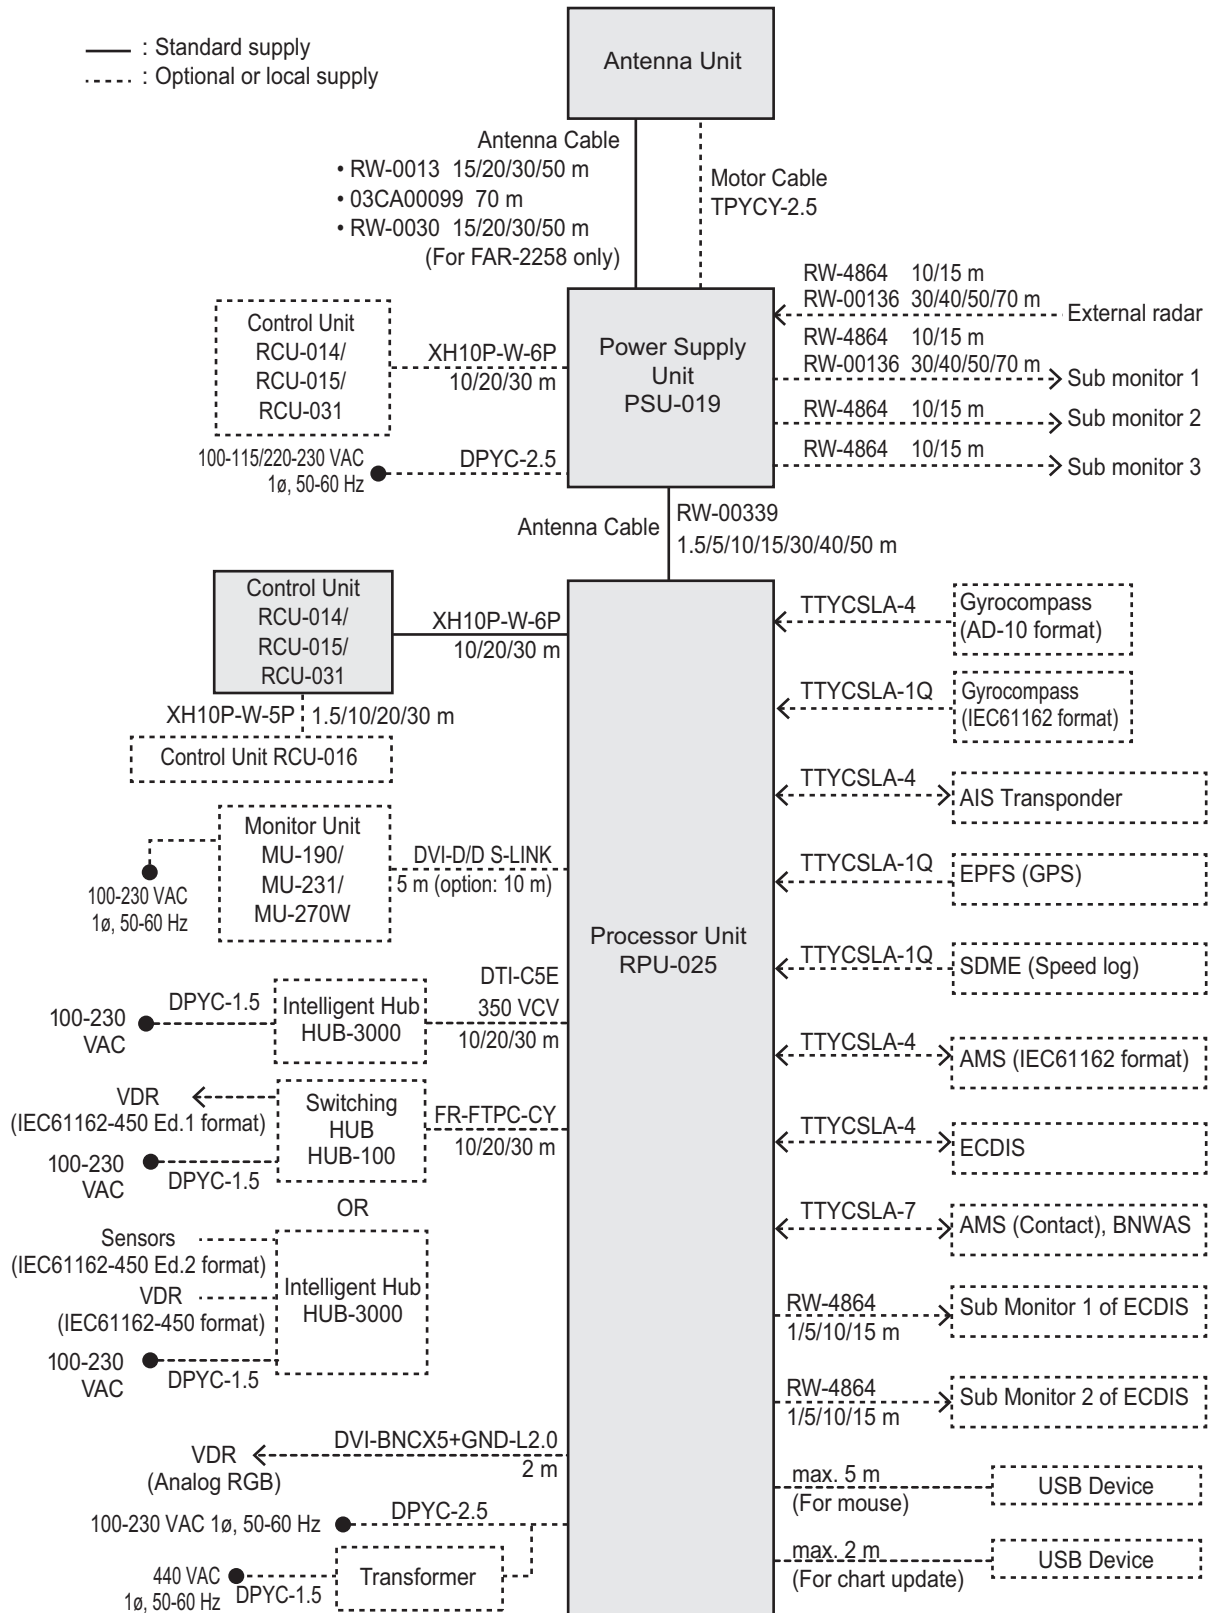 : Standard supply
: Optional or local supply
Antenna Unit
Antenna Cable
• RW-0013 15/20/30/50 m
• 03CA00099 70 m
• RW-0030 15/20/30/50 m
(For FAR-2258 only)
Motor Cable
TPYCY-2.5
Control Unit
RCU-014/
RCU-015/
RCU-031
XH10P-W-6P
10/20/30 m
100-115/220-230 VAC
1ø, 50-60 Hz
DPYC-2.5
Power Supply
Unit
PSU-019
RW-4864 10/15 m
RW-00136 30/40/50/70 m
External radar
RW-4864 10/15 m
RW-00136 30/40/50/70 m
Sub monitor 1
RW-4864 10/15 m
Sub monitor 2
RW-4864 10/15 m
Sub monitor 3
Antenna Cable
RW-00339
1.5/5/10/15/30/40/50 m
Control Unit
RCU-014/
RCU-015/
RCU-031
XH10P-W-6P
10/20/30 m
XH10P-W-5P
1.5/10/20/30 m
Control Unit RCU-016
Monitor Unit
MU-190/
MU-231/
MU-270W
100-230 VAC
1ø, 50-60 Hz
DVI-D/D S-LINK
5 m (option: 10 m)
Processor Unit
RPU-025
100-230
VAC
DPYC-1.5
Intelligent Hub
HUB-3000
DTI-C5E
350 VCV
10/20/30 m
VDR
(IEC61162-450 Ed.1 format)
100-230
VAC
DPYC-1.5
Switching
HUB
HUB-100
FR-FTPC-CY
10/20/30 m
OR
Sensors
(IEC61162-450 Ed.2 format)
VDR
(IEC61162-450 format)
100-230
VAC
DPYC-1.5
Intelligent Hub
HUB-3000
VDR
(Analog RGB)
DVI-BNCX5+GND-L2.0
2 m
100-230 VAC 1ø, 50-60 Hz
DPYC-2.5
440 VAC
1ø, 50-60 Hz
DPYC-1.5
Transformer
TTYCSLA-4
Gyrocompass
(AD-10 format)
TTYCSLA-1Q
Gyrocompass
(IEC61162 format)
TTYCSLA-4
AIS Transponder
TTYCSLA-1Q
EPFS (GPS)
TTYCSLA-1Q
SDME (Speed log)
TTYCSLA-4
AMS (IEC61162 format)
TTYCSLA-4
ECDIS
TTYCSLA-7
AMS (Contact), BNWAS
RW-4864
1/5/10/15 m
Sub Monitor 1 of ECDIS
RW-4864
1/5/10/15 m
Sub Monitor 2 of ECDIS
max. 5 m
(For mouse)
USB Device
max. 2 m
(For chart update)
USB Device